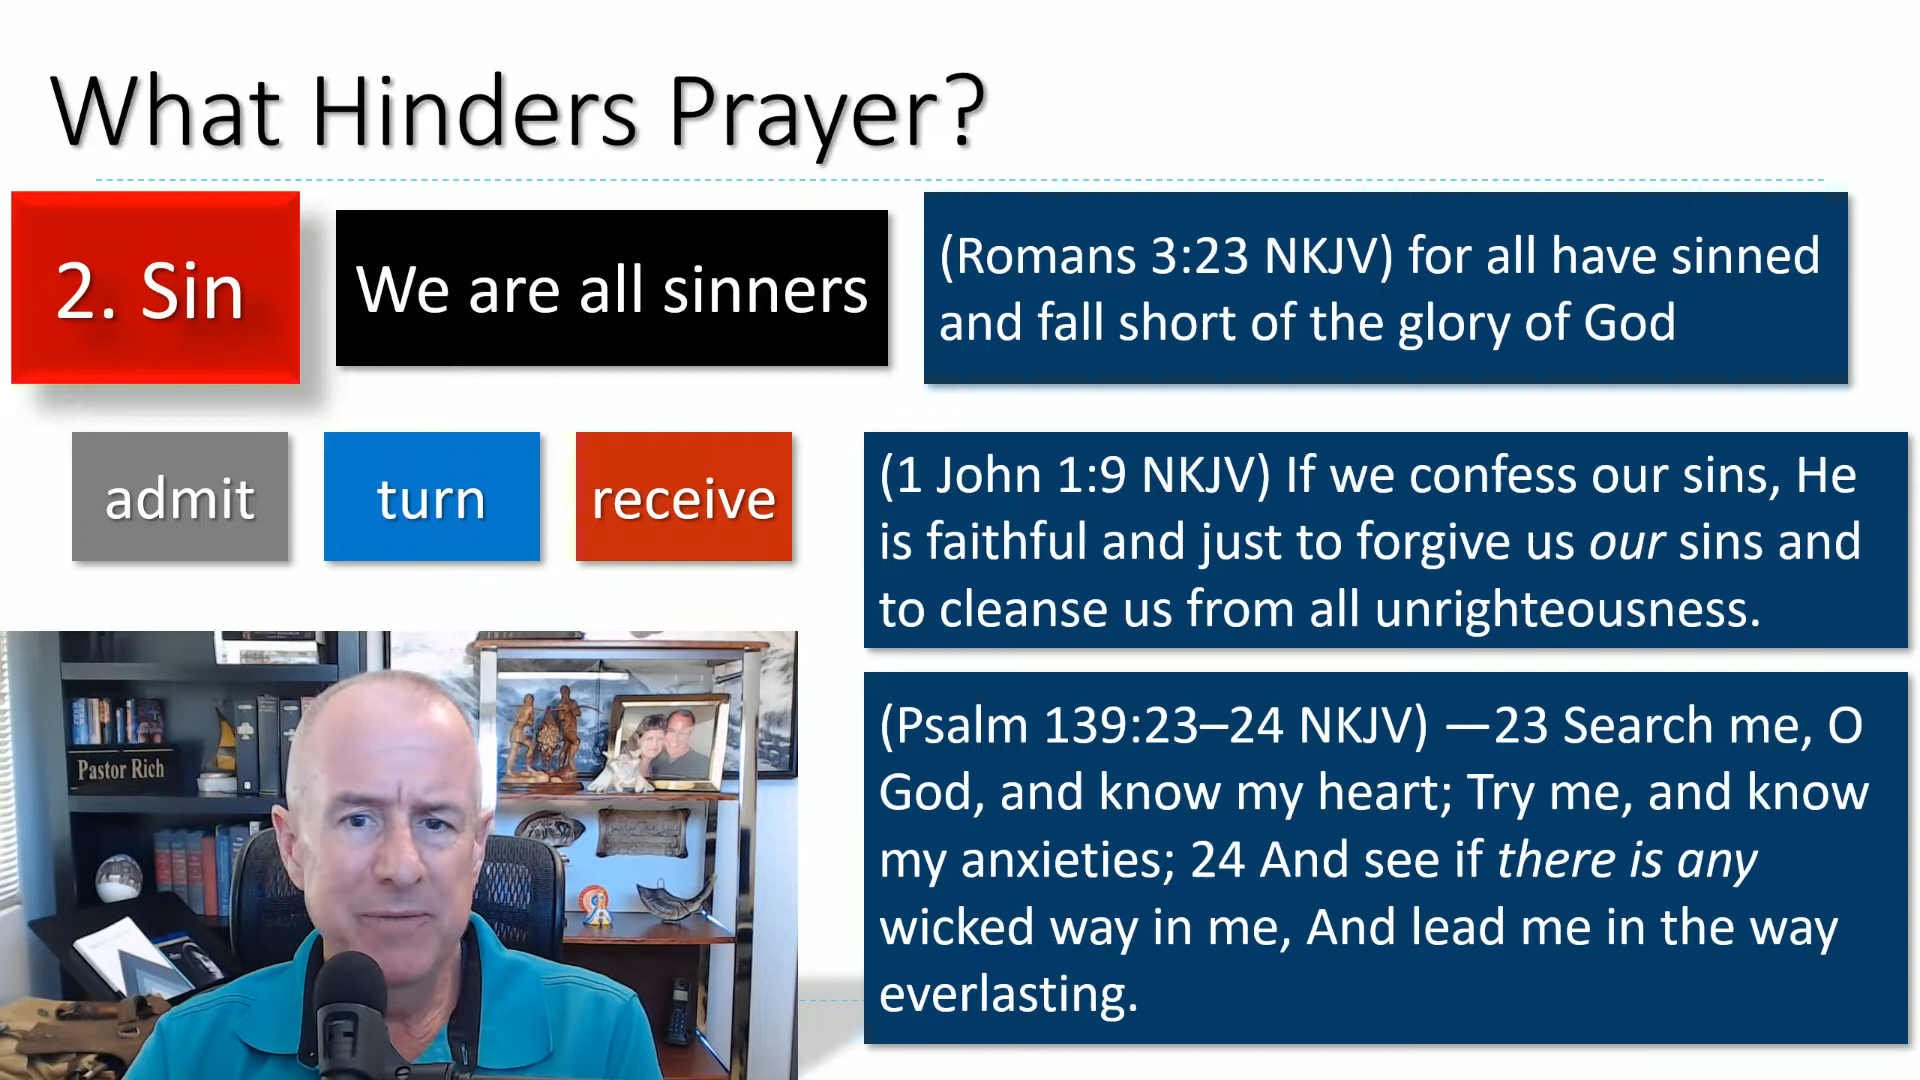 What Hinders Prayer?
2. Sin
We are all sinners
(Romans 3:23 NKJV) for all have sinned
and fall short of the glory of God
admit
turn
receive
(1 John 1:9 NKJV) If we confess our sins, He
is faithful and just to forgive us our sins and
to cleanse us from all unrighteousness.
(Psalm 139:23–24 NKJV) —23 Search me, O
God, and know my heart; Try me, and know
my anxieties; 24 And see if there is any
wicked way in me, And lead me in the way
everlasting.
Pastor Rich